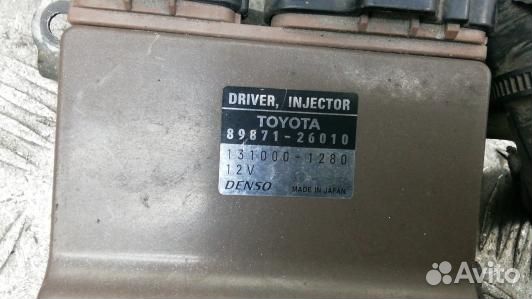 DRIVER, INJECTOR
TOYOTA
89871-26010
131000-1280
12V
DENSO MADE IN JAPAN
Avito